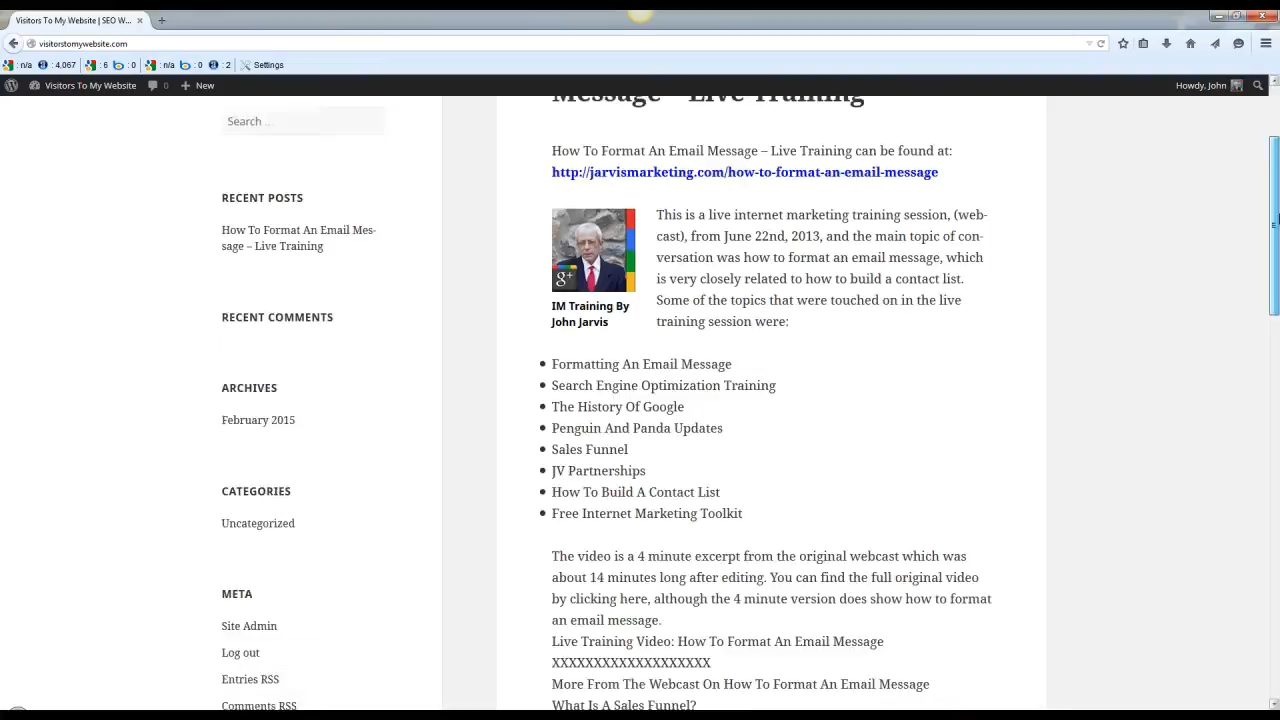 Visitors To My Website | SEO W...
visitorstomywebsite.com
: n/a : 4,067 : 6 : 0 : n/a : 0 : 2 Settings
Visitors To My Website 0 New Howdy, John
Message – Live Training
Search ...
RECENT POSTS
How To Format An Email Mes-
sage – Live Training
RECENT COMMENTS
ARCHIVES
February 2015
CATEGORIES
Uncategorized
META
Site Admin
Log out
Entries RSS
Comments RSS
How To Format An Email Message – Live Training can be found at:
http://jarvismarketing.com/how-to-format-an-email-message
g+
IM Training By
John Jarvis
This is a live internet marketing training session, (web-
cast), from June 22nd, 2013, and the main topic of con-
versation was how to format an email message, which
is very closely related to how to build a contact list.
Some of the topics that were touched on in the live
training session were:
Formatting An Email Message
Search Engine Optimization Training
The History Of Google
Penguin And Panda Updates
Sales Funnel
JV Partnerships
How To Build A Contact List
Free Internet Marketing Toolkit
The video is a 4 minute excerpt from the original webcast which was
about 14 minutes long after editing. You can find the full original video
by clicking here, although the 4 minute version does show how to format
an email message.
Live Training Video: How To Format An Email Message
XXXXXXXXXXXXXXXXXXX
More From The Webcast On How To Format An Email Message
What Is A Sales Funnel?